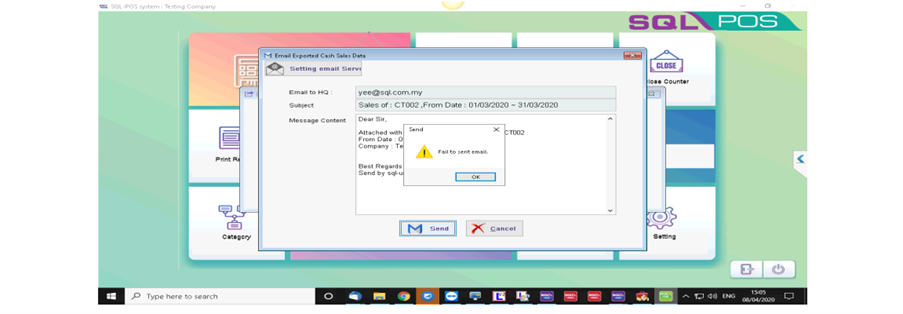 SQL-POS system : Testing Company
SQL POS
Email Exported Cash Sales Data
Setting email Serv
CLOSE
lose Counter
Email to HQ :
yee@sql.com.my
Subject
Sales of : CT002 ,From Date : 01/03/2020 ~ 31/03/2020
Message Content
Dear Sir,
Attached with
CT002
From Date : 0
Company : Te
Best Regards
Send by sql-u
Send
Fail to sent email.
OK
Print Re
Send
Cancel
Category
Setting
Type here to search
ENG
15:05
08/04/2020